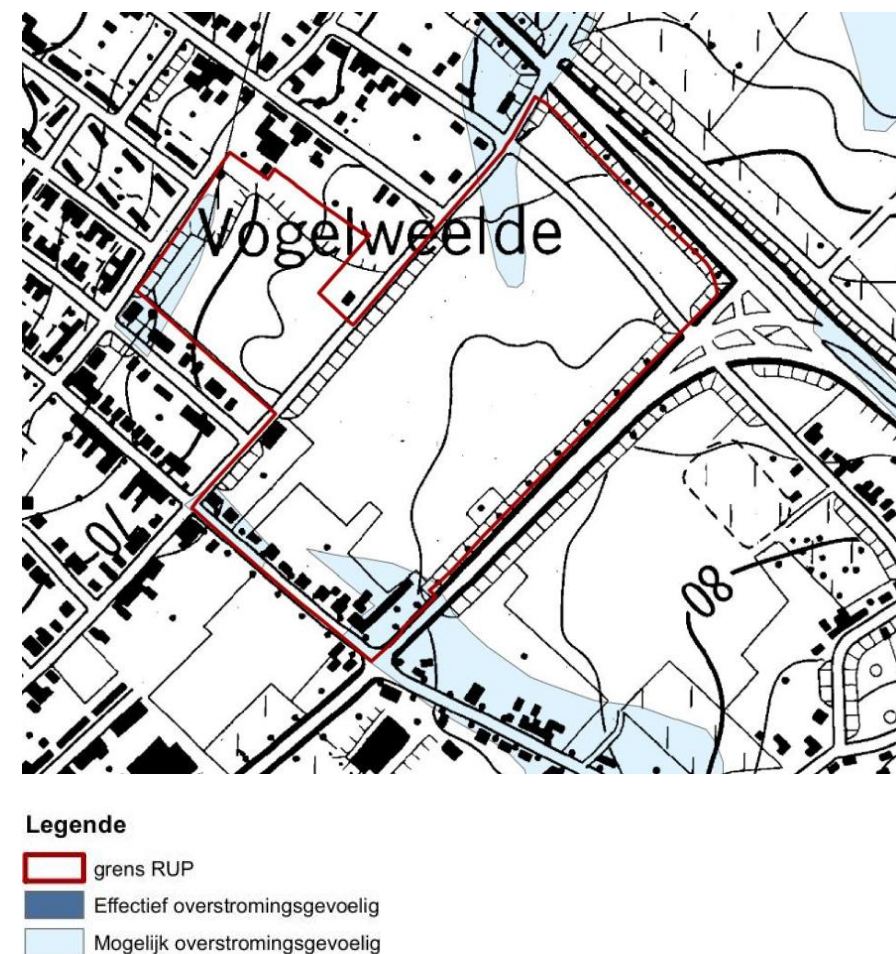 Vogelweelde
70
80
Legende
grens RUP
Effectief overstromingsgevoelig
Mogelijk overstromingsgevoelig